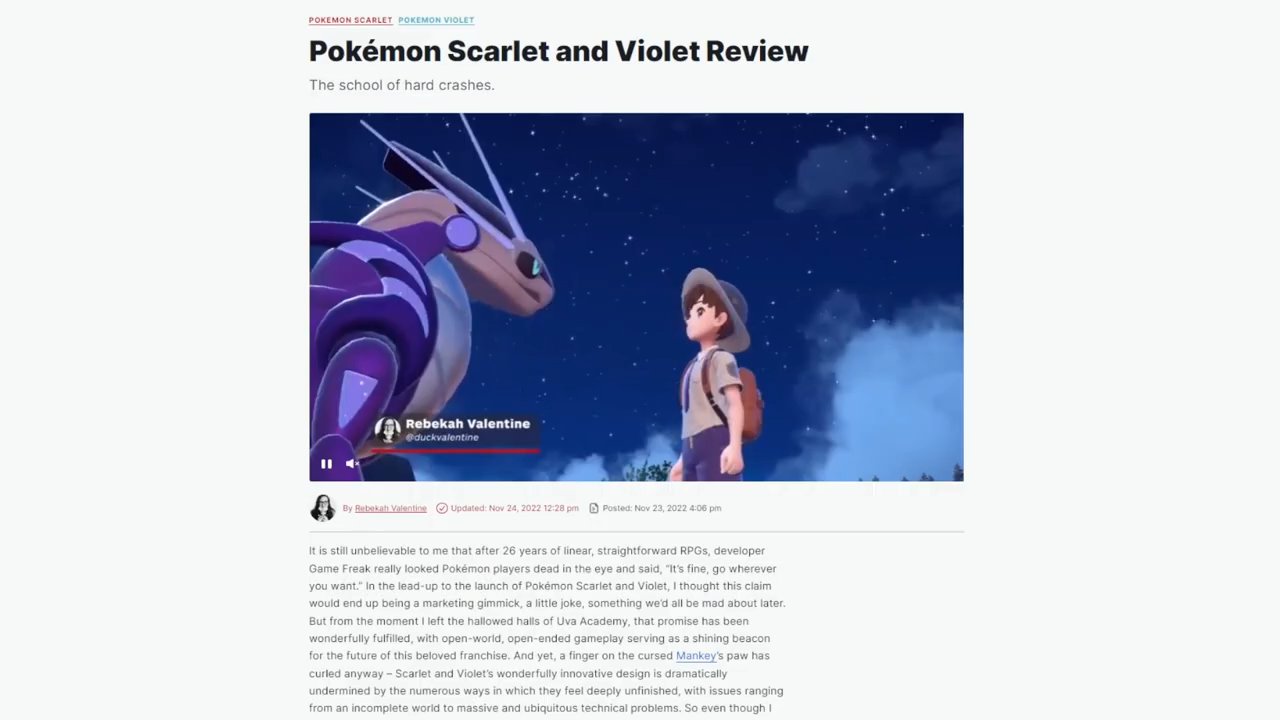 POKEMON SCARLET POKEMON VIOLET
Pokémon Scarlet and Violet Review
The school of hard crashes.
Rebekah Valentine
@duckvalentine
By Rebekah Valentine Updated: Nov 24, 2022 12:28 pm Posted: Nov 23, 2022 4:06 pm
It is still unbelievable to me that after 26 years of linear, straightforward RPGs, developer
Game Freak really looked Pokémon players dead in the eye and said, “It’s fine, go wherever
you want.” In the lead-up to the launch of Pokémon Scarlet and Violet, I thought this claim
would end up being a marketing gimmick, a little joke, something we’d all be mad about later.
But from the moment I left the hallowed halls of Uva Academy, that promise has been
wonderfully fulfilled, with open-world, open-ended gameplay serving as a shining beacon
for the future of this beloved franchise. And yet, a finger on the cursed Mankey’s paw has
curled anyway – Scarlet and Violet’s wonderfully innovative design is dramatically
undermined by the numerous ways in which they feel deeply unfinished, with issues ranging
from an incomplete world to massive and ubiquitous technical problems. So even though I